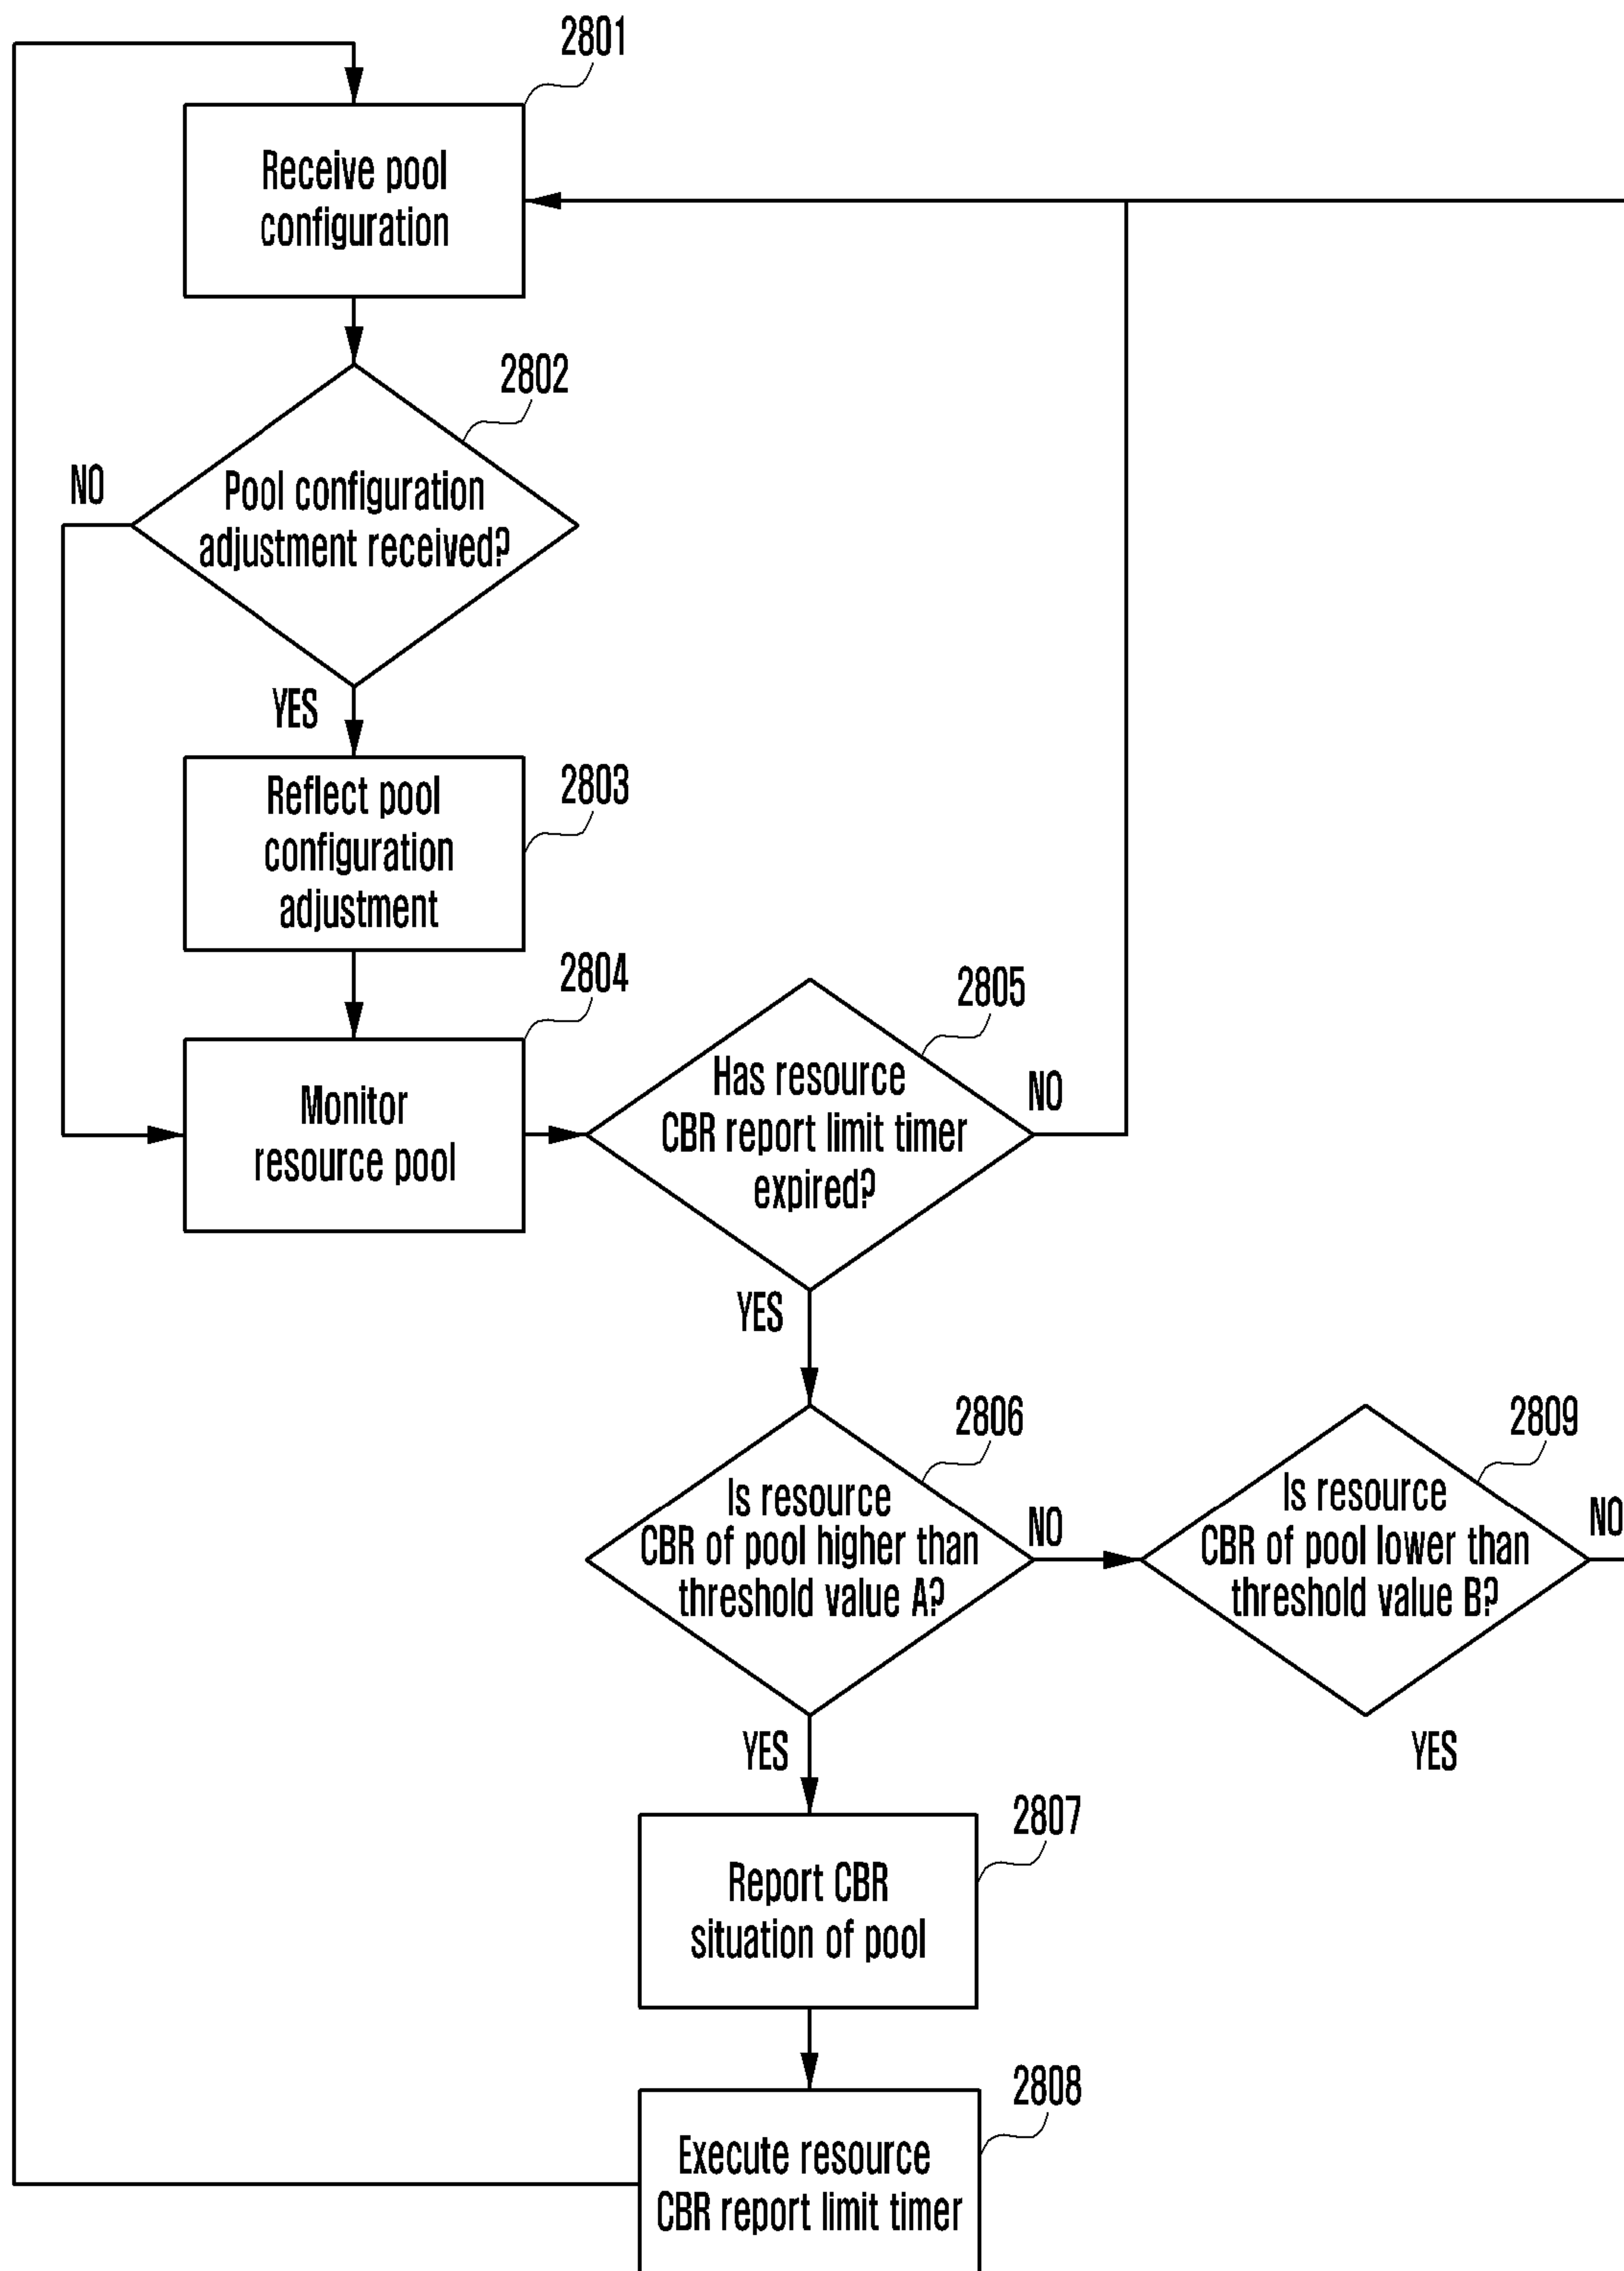 2801
Receive pool
configuration
2802
NO
Pool configuration
adjustment received?
YES
2803
Reflect pool
configuration
adjustment
2804
Monitor
resource pool
2805
Has resource
CBR report limit timer
expired?
NO
YES
2806
Is resource
CBR of pool higher than
threshold value A?
NO
2809
Is resource
CBR of pool lower than
threshold value B?
NO
YES
YES
2807
Report CBR
situation of pool
2808
Execute resource
CBR report limit timer